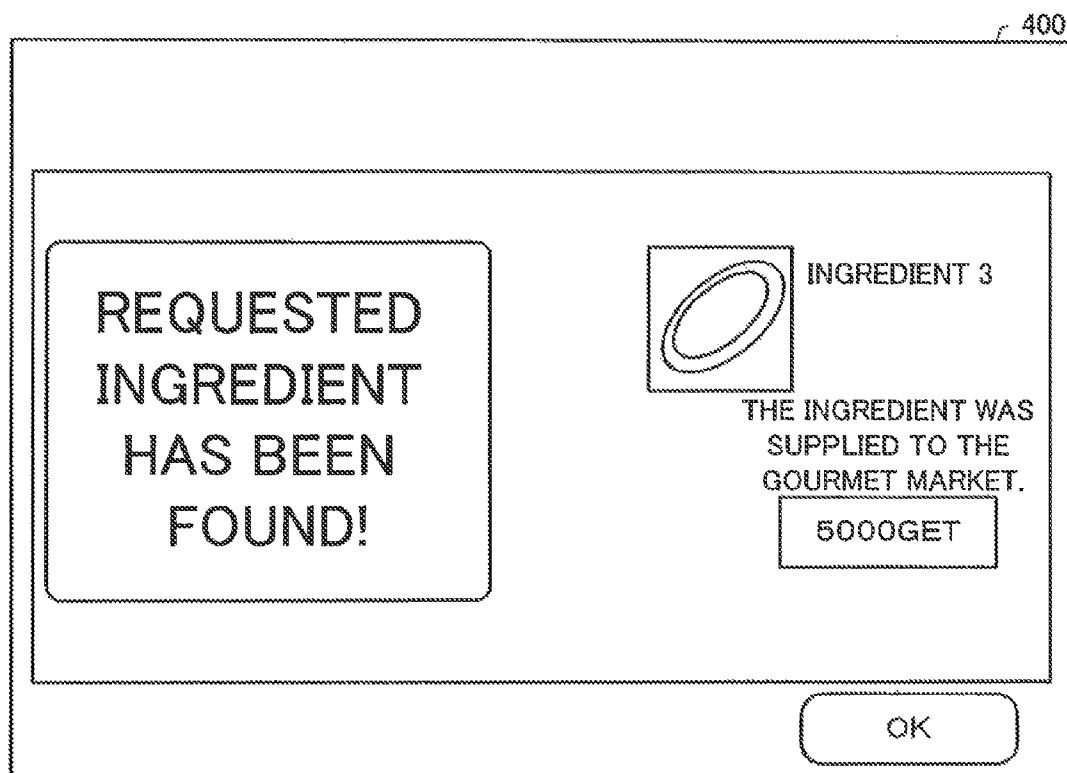 400
REQUESTED
INGREDIENT
HAS BEEN
FOUND!
INGREDIENT 3
THE INGREDIENT WAS
SUPPLIED TO THE
GOURMET MARKET.
5000GET
OK